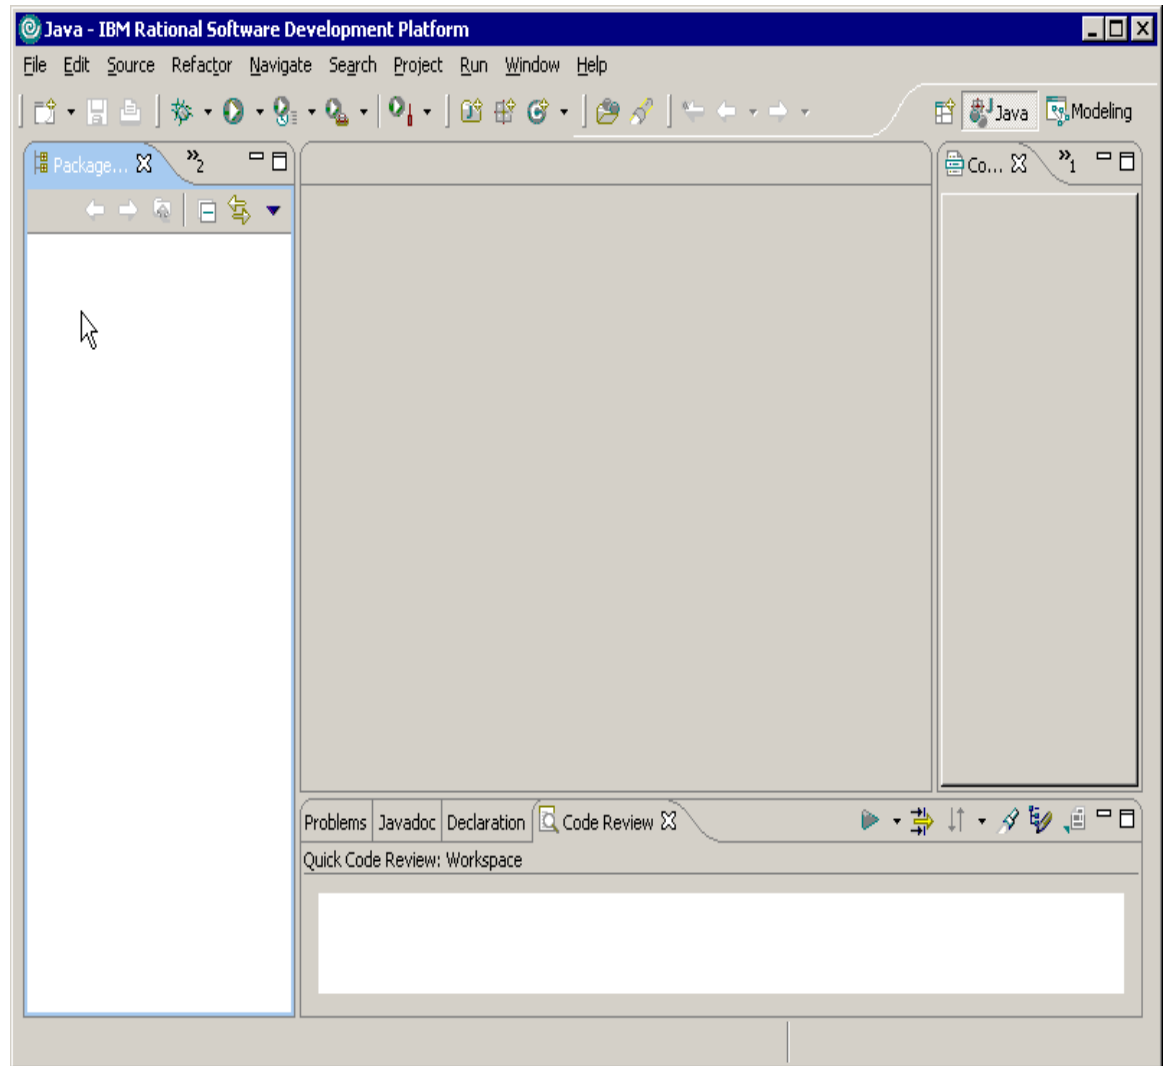 Java - IBM Rational Software Development Platform
File Edit Source Refactor Navigate Search Project Run Window Help
Java Modeling
Package... »2 Co... »1
Problems Javadoc Declaration Code Review
Quick Code Review: Workspace